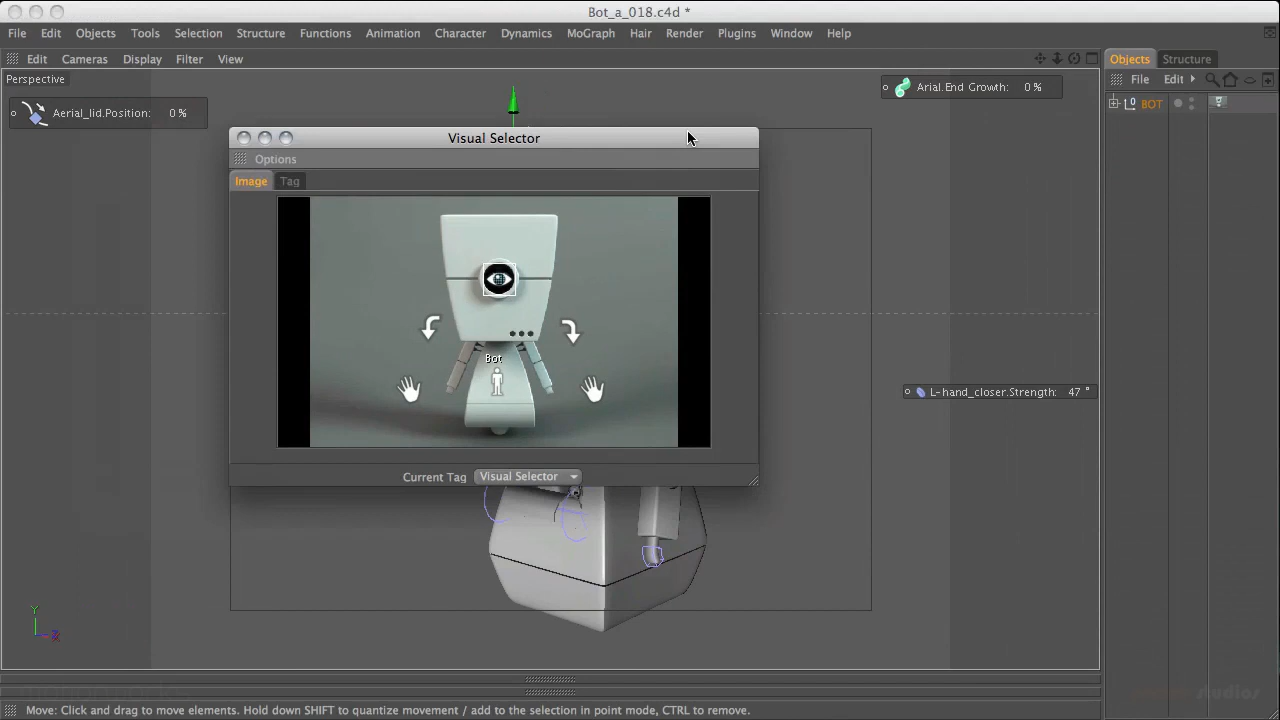 Bot_a_018.c4d *
File Edit Objects Tools Selection Structure Functions Animation Character Dynamics MoGraph Hair Render Plugins Window Help
Edit Cameras Display Filter View
Objects Structure
File Edit
Perspective
Aerial_lid.Position: 0 %
Arial.End Growth: 0 %
BOT
Visual Selector
Options
Image Tag
Bot
L-hand_closer.Strength: 47 °
Current Tag Visual Selector
Y
Move: Click and drag to move elements. Hold down SHIFT to quantize movement / add to the selection in point mode, CTRL to remove.